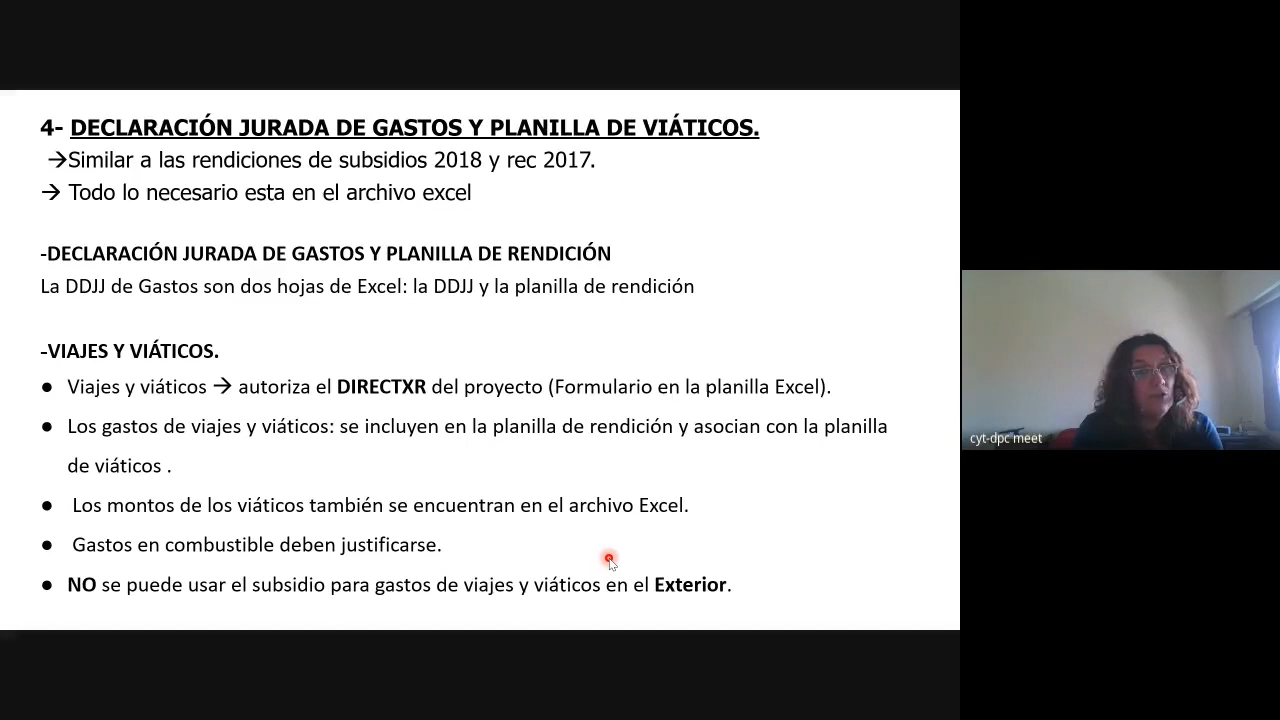 4- DECLARACIÓN JURADA DE GASTOS Y PLANILLA DE VIÁTICOS.
→Similar a las rendiciones de subsidios 2018 y rec 2017.
→ Todo lo necesario esta en el archivo excel
-DECLARACIÓN JURADA DE GASTOS Y PLANILLA DE RENDICIÓN
La DDJJ de Gastos son dos hojas de Excel: la DDJJ y la planilla de rendición
-VIAJES Y VIÁTICOS.
● Viajes y viáticos → autoriza el DIRECTXR del proyecto (Formulario en la planilla Excel).
● Los gastos de viajes y viáticos: se incluyen en la planilla de rendición y asocian con la planilla
de viáticos .
● Los montos de los viáticos también se encuentran en el archivo Excel.
● Gastos en combustible deben justificarse.
● NO se puede usar el subsidio para gastos de viajes y viáticos en el Exterior.
cyt-dpc meet